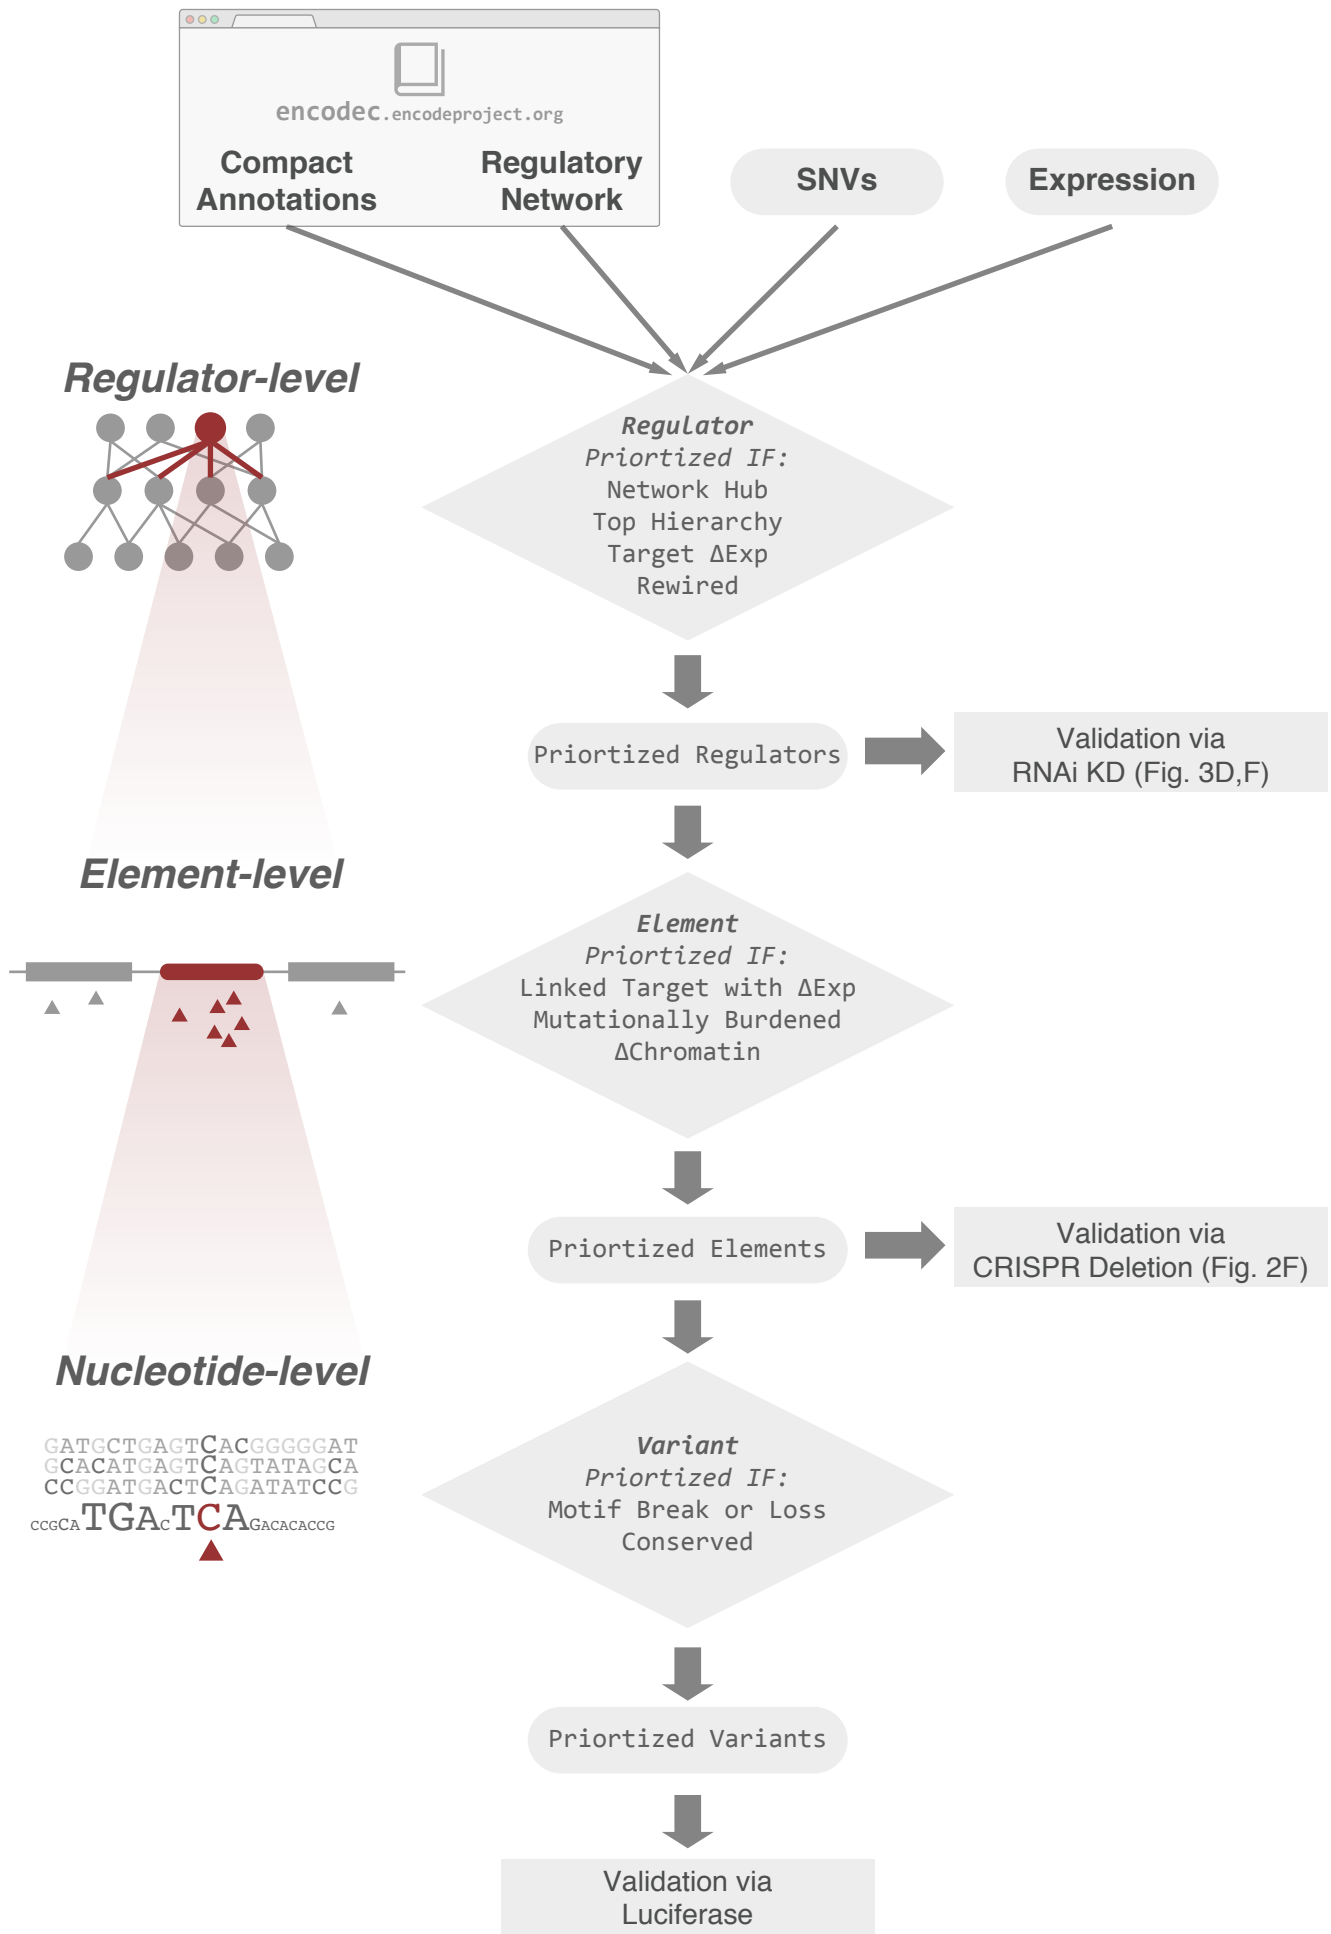 encodec.encodeproject.org
Compact
Annotations
Regulatory
Network
SNVs
Expression
Regulator-level
Regulator
Priortized IF:
Network Hub
Top Hierarchy
Target ΔExp
Rewired
Priortized Regulators
Validation via
RNAi KD (Fig. 3D,F)
Element-level
Element
Priortized IF:
Linked Target with ΔExp
Mutationally Burdened
ΔChromatin
Priortized Elements
Validation via
CRISPR Deletion (Fig. 2F)
Nucleotide-level
GATGCTGAGTCACGGGGGAT
GCACATGAGTCAGTATAGCA
CCGGATGACTCAGATATCCG
CCGCATGACTCAGACACACCG
Variant
Priortized IF:
Motif Break or Loss
Conserved
Priortized Variants
Validation via
Luciferase